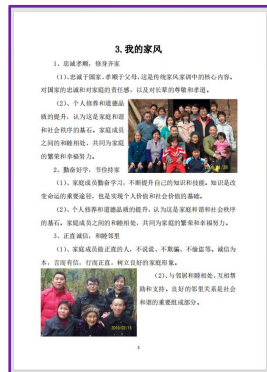 3.我的家风
1、忠诚孝顺，修身齐家
(1)、忠诚于国家、孝顺于父母，这是传统家风家训中的核心内容。
对国家的忠诚和对家庭的责任感，以及对长辈的尊敬和孝道。
(2)、个人修养和道德品
质的提升，认为这是家庭和谐
和社会秩序的基石。家庭成员
之间的和睦相处，共同为家庭
的繁荣和幸福努力。
2、勤奋好学，节俭持家
(1)、家庭成员勤奋学习，不断提升自己的知识和技能。知识是改
变命运的重要途径，也是实现个人价值和社会价值的基础。
(2)、个人修养和道德品质的提升，认为这是家庭和谐和社会秩序
的基石。家庭成员之间的和睦相处，共同为家庭的繁荣和幸福努力。
3、正直诚信，和睦邻里
(1)、家庭成员做正直的人，不说谎、不欺骗、不偷盗等。诚信为
本，言而有信，行而正直，树立良好的家庭形象。
(2)、与邻居和睦相处，互相帮
助和支持。良好的邻里关系是社会
和谐的重要组成部分。